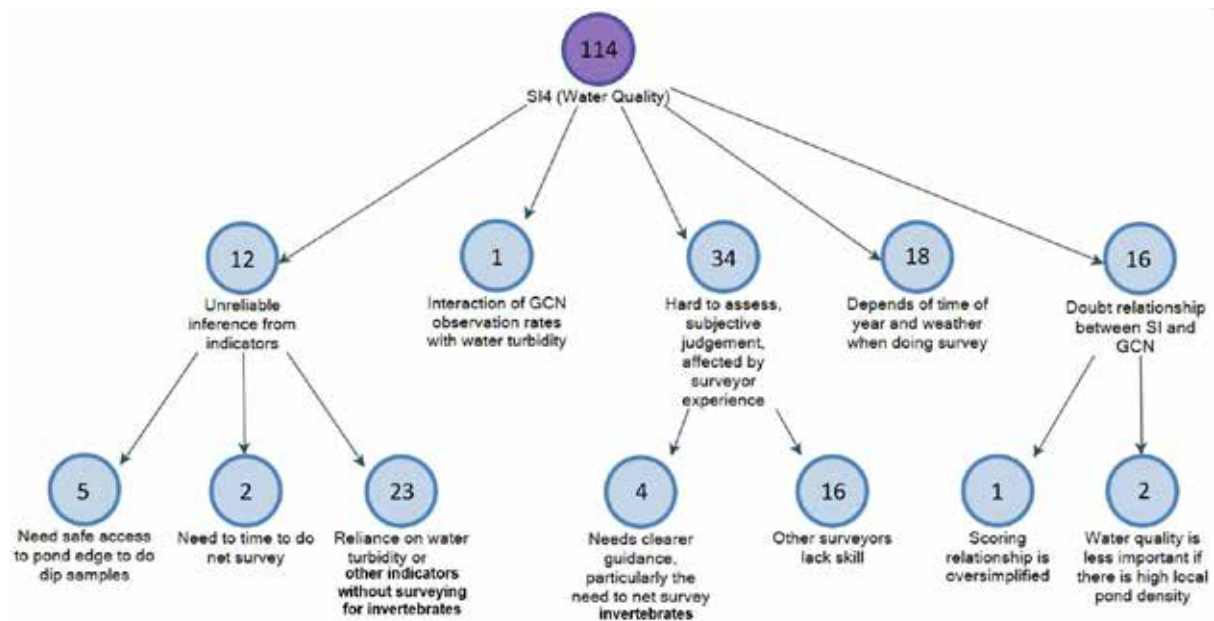 114
SI4 (Water Quality)
12
Unreliable
inference from
indicators
1
Interaction of GCN
observation rates
with water turbidity
34
Hard to assess,
subjective
judgement,
affected by
surveyor
experience
18
Depends of time of
year and weather
when doing survey
16
Doubt relationship
between SI and
GCN
5
Need safe access
to pond edge to do
dip samples
2
Need to time to do
net survey
23
Reliance on water
turbidity or
other indicators
without surveying
for invertebrates
4
Needs clearer
guidance,
particularly the
need to net survey
invertebrates
16
Other surveyors
lack skill
1
Scoring
relationship is
oversimplified
2
Water quality is
less important if
there is high local
pond density